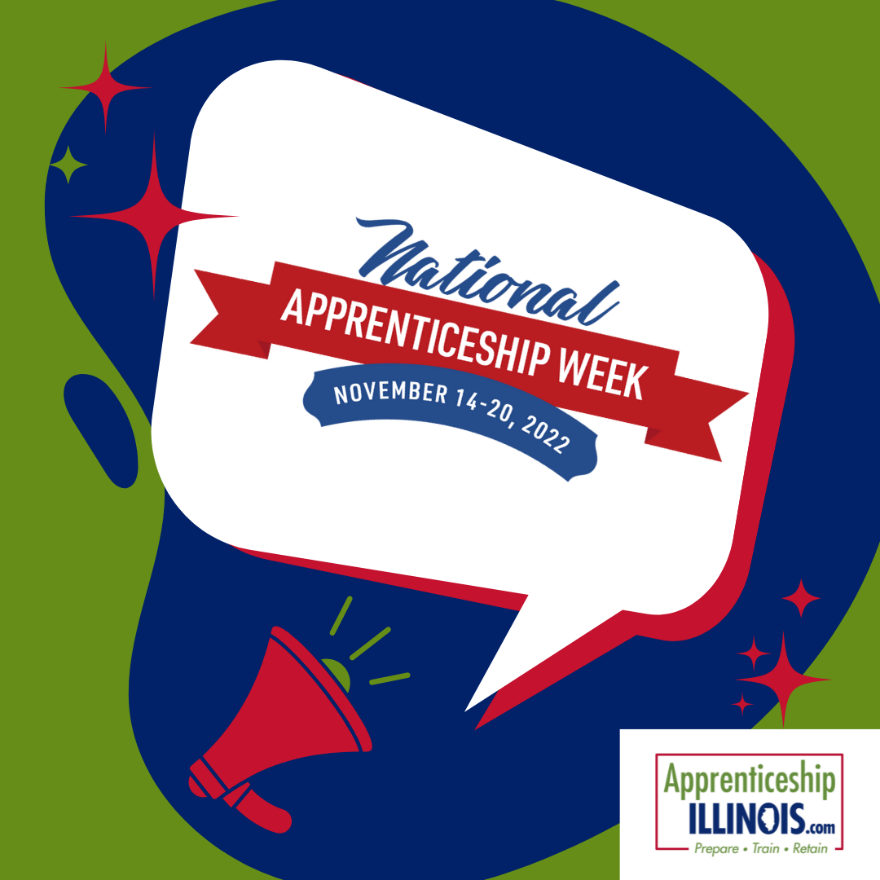 National
APPRENTICESHIP WEEK
NOVEMBER 14-20, 2022
Apprenticeship
ILLINOIS.com
Prepare • Train • Retain